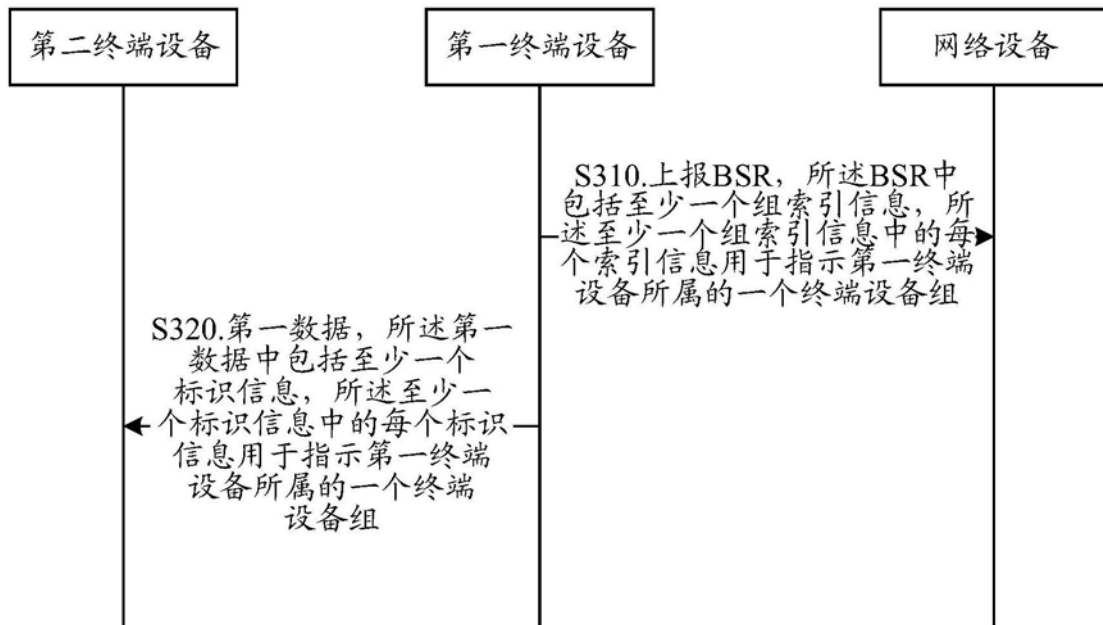 第二终端设备
第一终端设备
网络设备
S310.上报BSR，所述BSR中
包括至少一个组索引信息，所
述至少一个组索引信息中的每
个索引信息用于指示第一终端
设备所属的一个终端设备组
S320.第一数据，所述第一
数据中包括至少一个
标识信息，所述至少一
个标识信息中的每个标识
信息用于指示第一终端
设备所属的一个终端
设备组